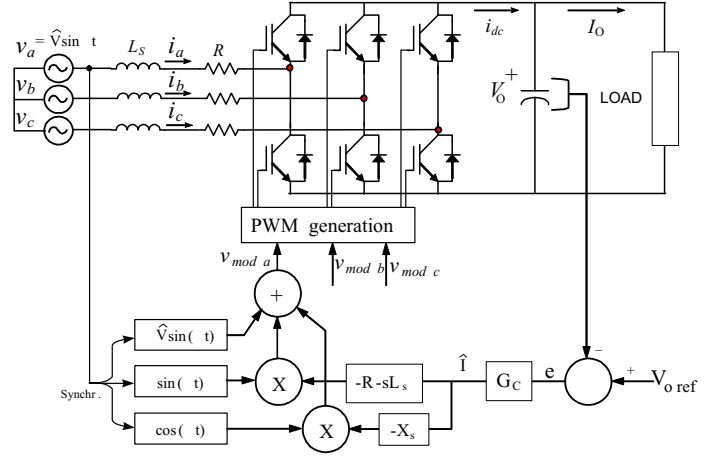 v_a = V̂sin t
L_S
i_a
R
i_dc
I_O
v_b
i_b
v_c
i_c
V_O
+
LOAD
PWM generation
v_mod a
v_mod b
v_mod c
+
V̂sin( t)
sin( t)
cos( t)
Synchr .
X
X
-R-sL_s
-X_s
Î
G_C
e
−
+
V_o ref